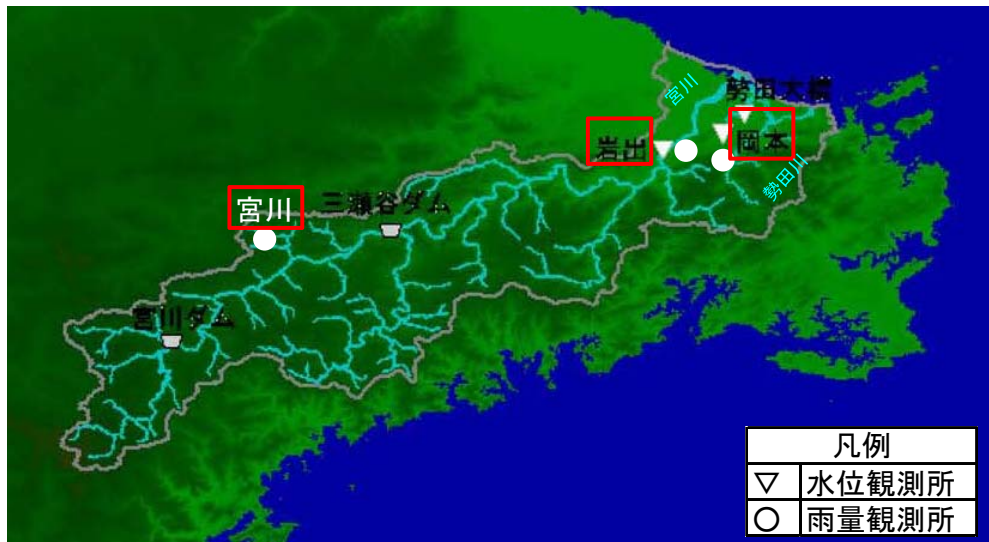 宮川
勢田大橋
岩出
岡本
勢田川
宮川
三瀬谷ダム
宮川ダム
凡例
▽ 水位観測所
○ 雨量観測所